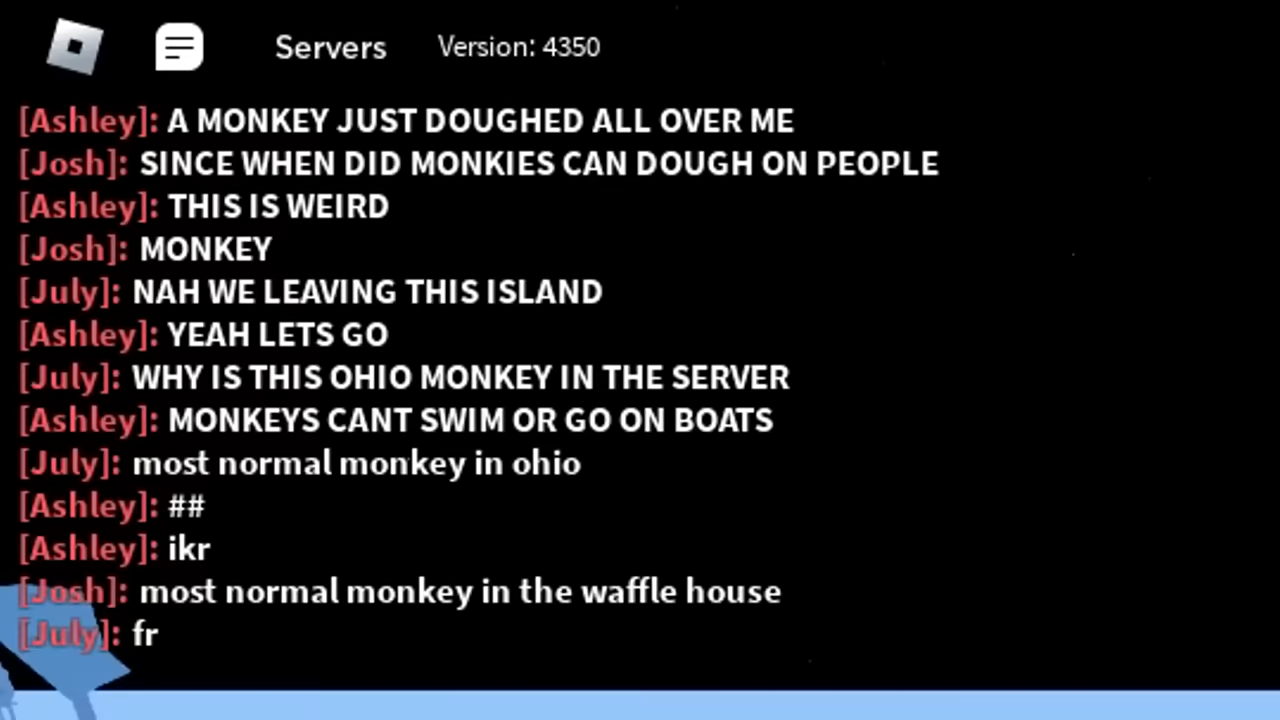 Servers Version: 4350
[Ashley]: A MONKEY JUST DOUGHED ALL OVER ME
[Josh]: SINCE WHEN DID MONKIES CAN DOUGH ON PEOPLE
[Ashley]: THIS IS WEIRD
[Josh]: MONKEY
[July]: NAH WE LEAVING THIS ISLAND
[Ashley]: YEAH LETS GO
[July]: WHY IS THIS OHIO MONKEY IN THE SERVER
[Ashley]: MONKEYS CANT SWIM OR GO ON BOATS
[July]: most normal monkey in ohio
[Ashley]: ##
[Ashley]: ikr
[Josh]: most normal monkey in the waffle house
[July]: fr